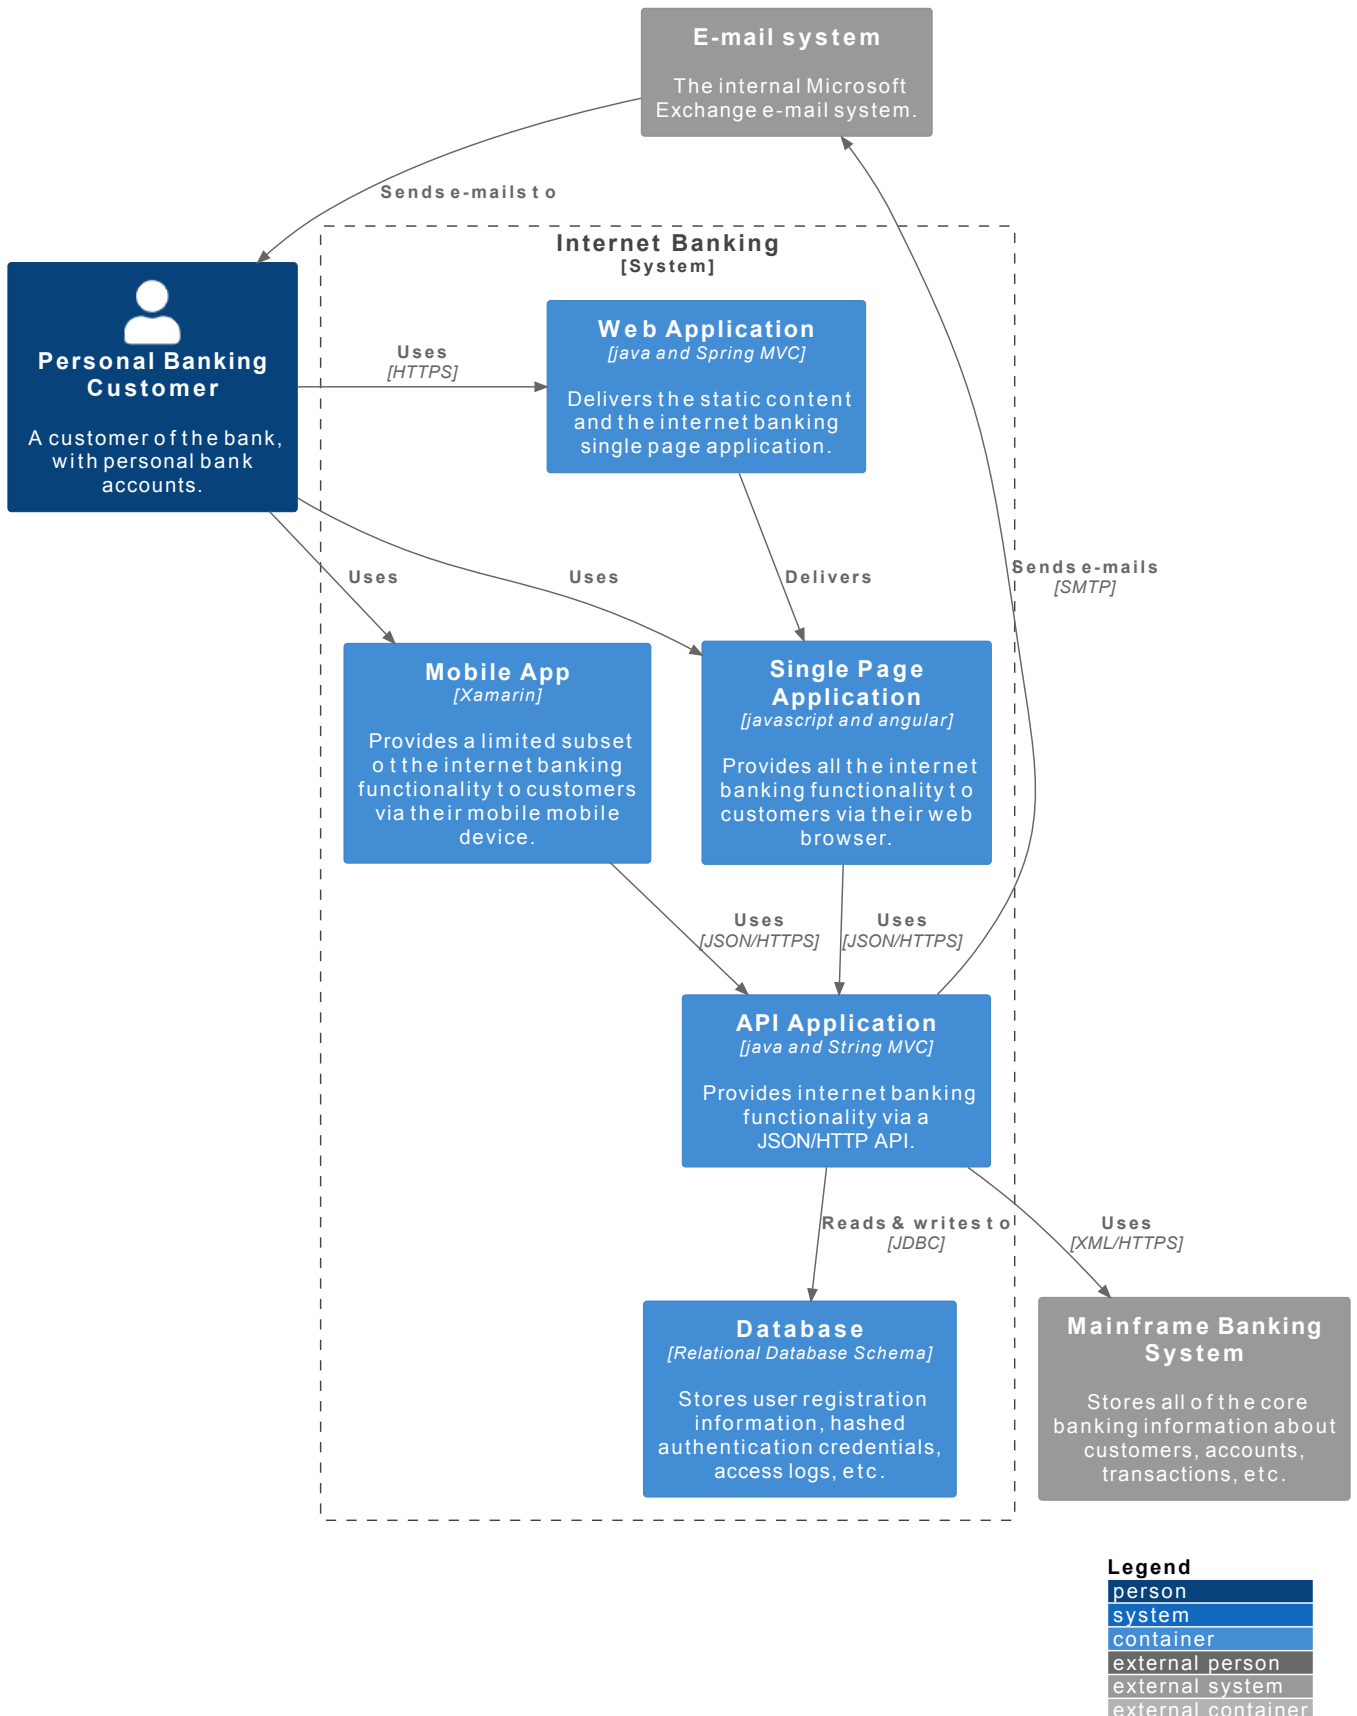 E-mail system
The internal Microsoft
Exchange e-mail system.
Sends e-mails to
Internet Banking
[System]
Personal Banking
Customer
A customer of the bank,
with personal bank
accounts.
Uses
[HTTPS]
Web Application
[java and Spring MVC]
Delivers the static content
and the internet banking
single page application.
Uses
Uses
Delivers
Sends e-mails
[SMTP]
Mobile App
[Xamarin]
Provides a limited subset
ot the internet banking
functionality to customers
via their mobile mobile
device.
Single Page
Application
[javascript and angular]
Provides all the internet
banking functionality to
customers via their web
browser.
Uses
[JSON/HTTPS]
Uses
[JSON/HTTPS]
API Application
[java and String MVC]
Provides internet banking
functionality via a
JSON/HTTP API.
Reads & writes to
[JDBC]
Uses
[XML/HTTPS]
Database
[Relational Database Schema]
Stores user registration
information, hashed
authentication credentials,
access logs, etc.
Mainframe Banking
System
Stores all of the core
banking information about
customers, accounts,
transactions, etc.
Legend
person
system
container
external person
external system
external container